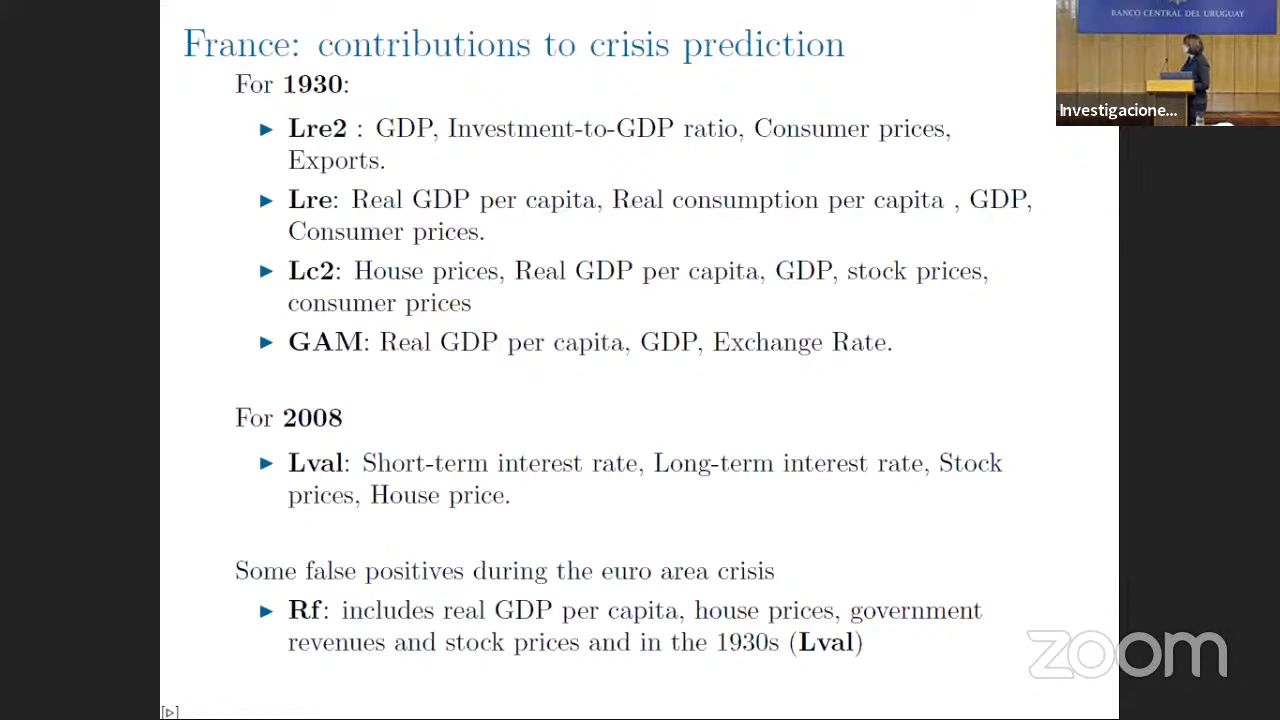 BANCO CENTRAL DEL URUGUAY
Investigacione...
France: contributions to crisis prediction
For 1930:
▶ Lre2 : GDP, Investment-to-GDP ratio, Consumer prices,
Exports.
▶ Lre: Real GDP per capita, Real consumption per capita , GDP,
Consumer prices.
▶ Lc2: House prices, Real GDP per capita, GDP, stock prices,
consumer prices
▶ GAM: Real GDP per capita, GDP, Exchange Rate.
For 2008
▶ Lval: Short-term interest rate, Long-term interest rate, Stock
prices, House price.
Some false positives during the euro area crisis
▶ Rf: includes real GDP per capita, house prices, government
revenues and stock prices and in the 1930s (Lval)
zoom